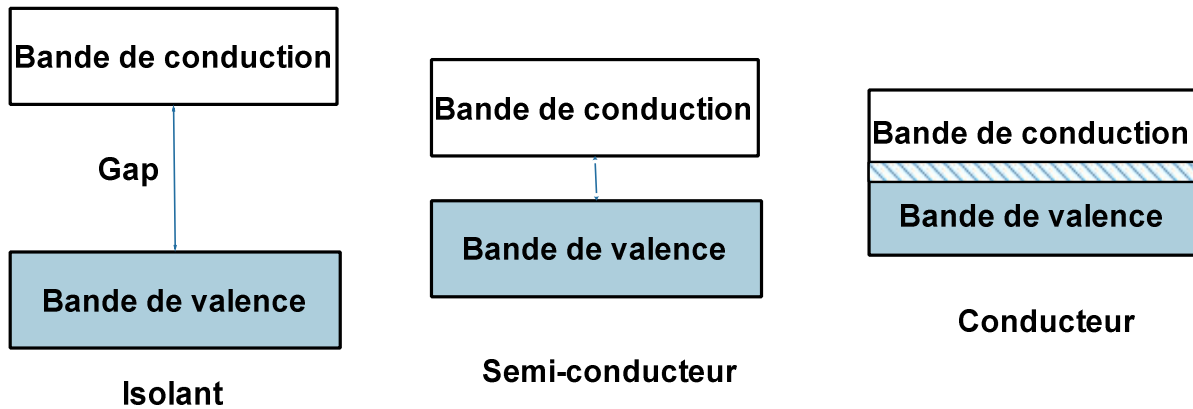 Bande de conduction
Gap
Bande de valence
Isolant
Bande de conduction
Bande de valence
Semi-conducteur
Bande de conduction
Bande de valence
Conducteur